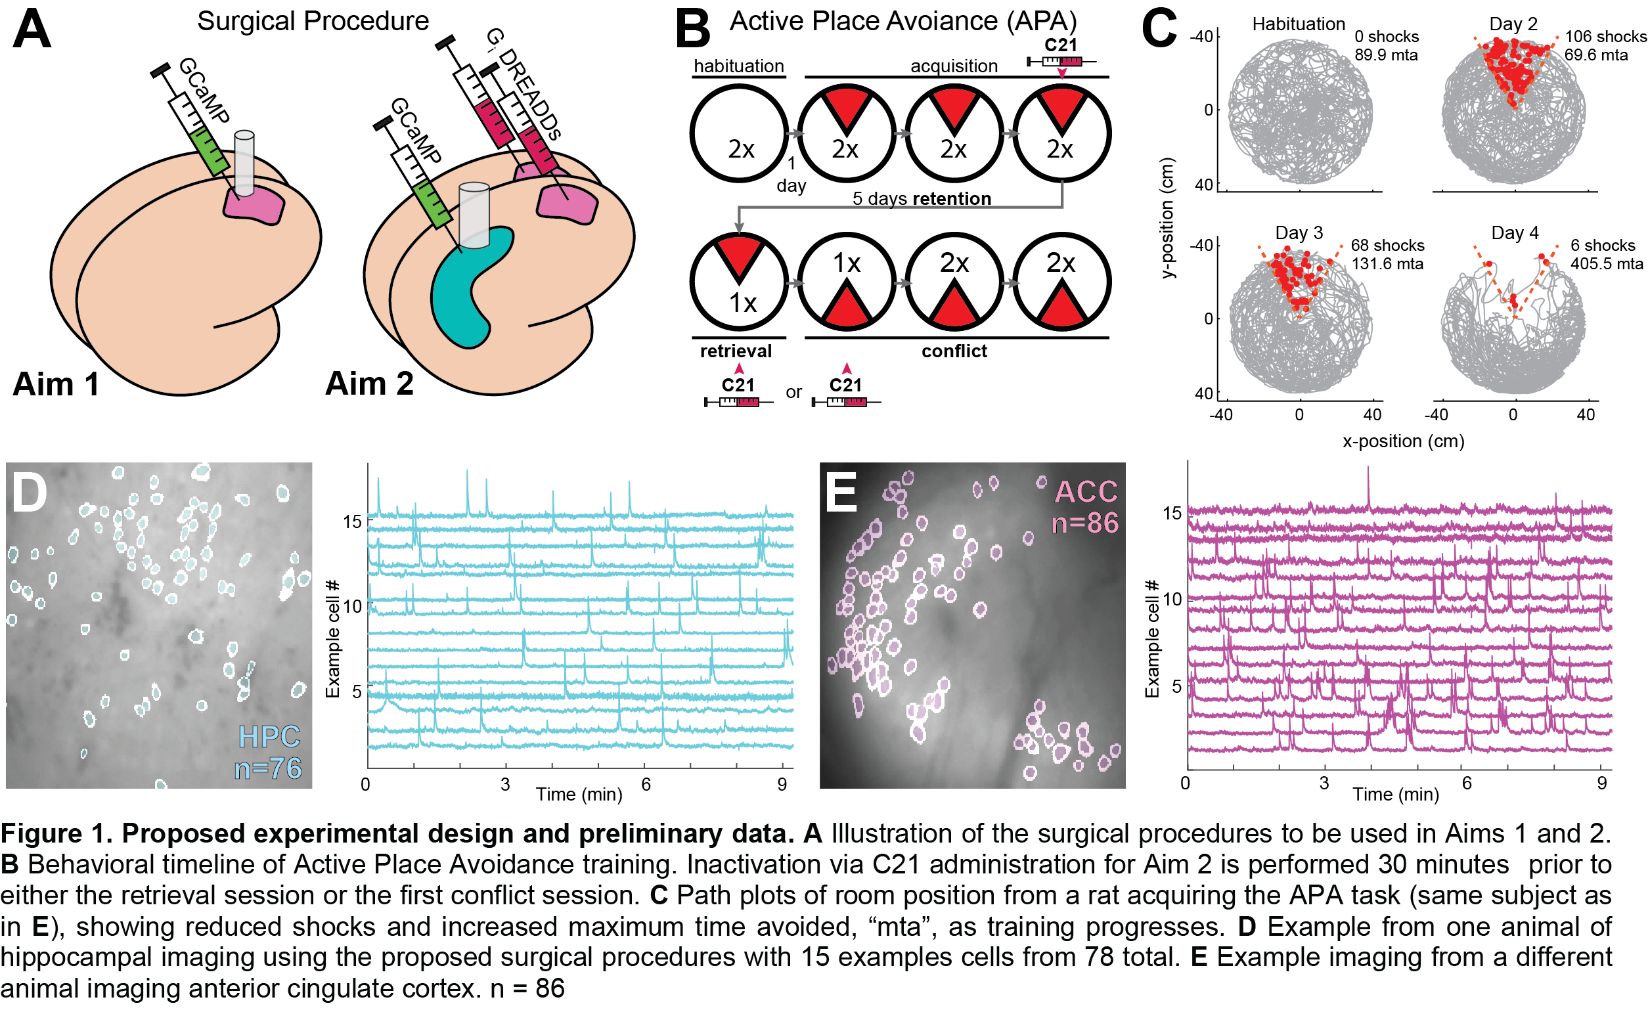 A
Surgical Procedure
GCaMP
Aim 1
GCaMP
Gi DREADDs
Aim 2
B
Active Place Avoiance (APA)
C21
habituation
acquisition
2x
2x
2x
2x
1
day
5 days retention
1x
1x
2x
2x
retrieval
conflict
C21
or
C21
C
Habituation
0 shocks
89.9 mta
Day 2
106 shocks
69.6 mta
-40
0
40
Day 3
68 shocks
131.6 mta
Day 4
6 shocks
405.5 mta
-40
0
40
y-position (cm)
-40
0
40
-40
0
40
x-position (cm)
D
HPC
n=76
Example cell #
15
10
5
0
3
6
9
Time (min)
E
ACC
n=86
Example cell #
15
10
5
0
3
6
9
Time (min)
Figure 1. Proposed experimental design and preliminary data. A Illustration of the surgical procedures to be used in Aims 1 and 2.
B Behavioral timeline of Active Place Avoidance training. Inactivation via C21 administration for Aim 2 is performed 30 minutes prior to
either the retrieval session or the first conflict session. C Path plots of room position from a rat acquiring the APA task (same subject as
in E), showing reduced shocks and increased maximum time avoided, “mta”, as training progresses. D Example from one animal of
hippocampal imaging using the proposed surgical procedures with 15 examples cells from 78 total. E Example imaging from a different
animal imaging anterior cingulate cortex. n = 86